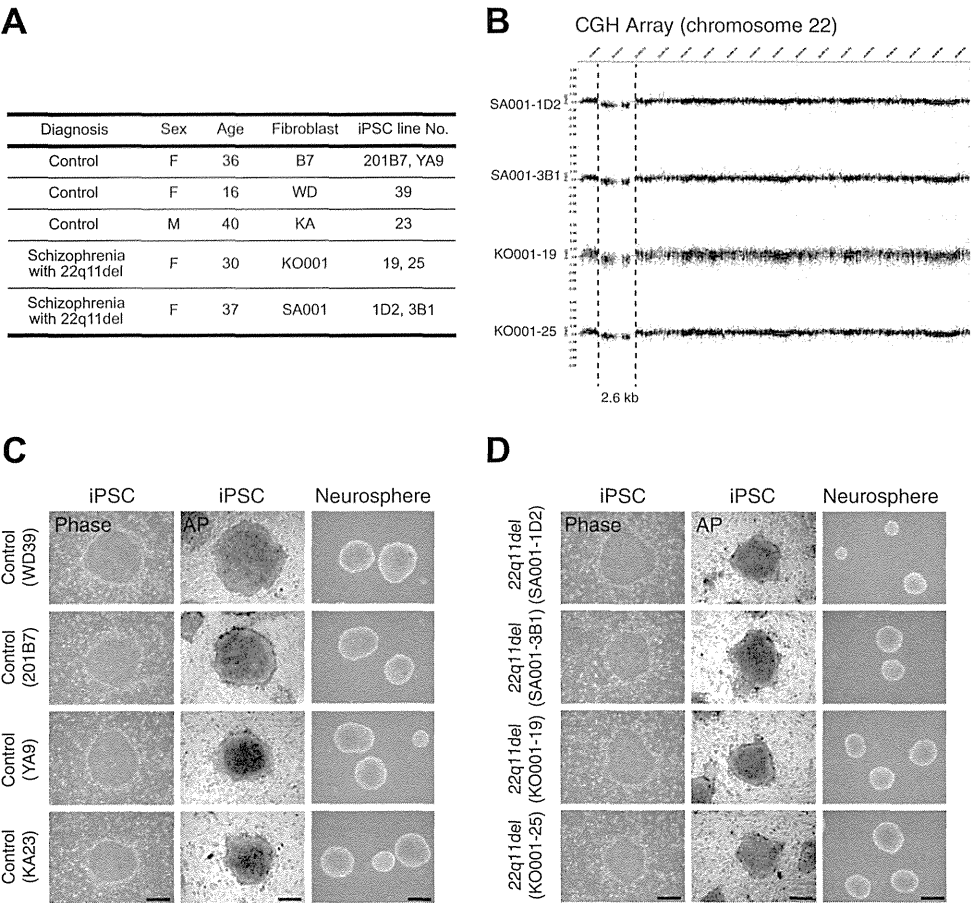 A
Diagnosis Sex Age Fibroblast iPSC line No.
Control F 36 B7 201B7, YA9
Control F 16 WD 39
Control M 40 KA 23
Schizophrenia
with 22q11del F 30 KO001 19, 25
Schizophrenia
with 22q11del F 37 SA001 1D2, 3B1
B
CGH Array (chromosome 22)
SA001-1D2
SA001-3B1
KO001-19
KO001-25
2.6 kb
C
iPSC iPSC Neurosphere
Phase AP
Control
(WD39)
Control
(201B7)
Control
(YA9)
Control
(KA23)
D
iPSC iPSC Neurosphere
Phase AP
22q11del
(SA001-1D2)
22q11del
(SA001-3B1)
22q11del
(KO001-19)
22q11del
(KO001-25)